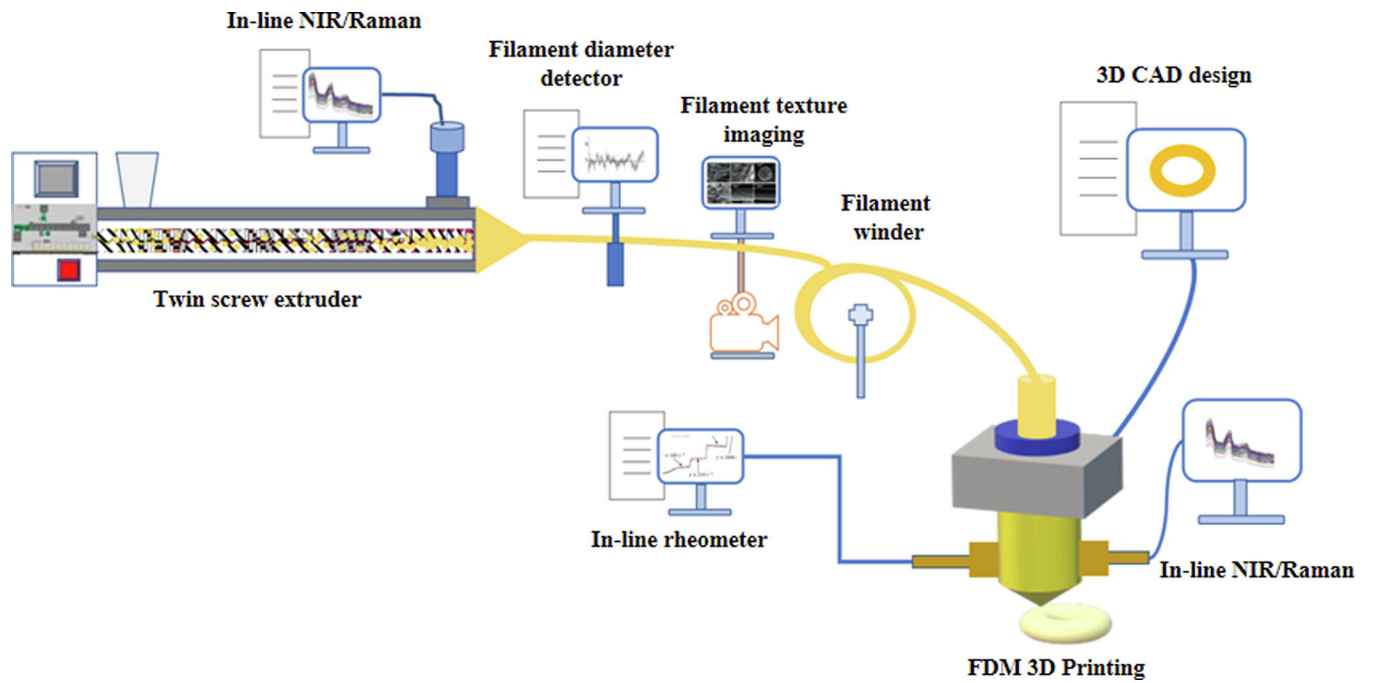 In-line NIR/Raman
Filament diameter
detector
Filament texture
imaging
3D CAD design
Filament
winder
Twin screw extruder
In-line rheometer
In-line NIR/Raman
FDM 3D Printing